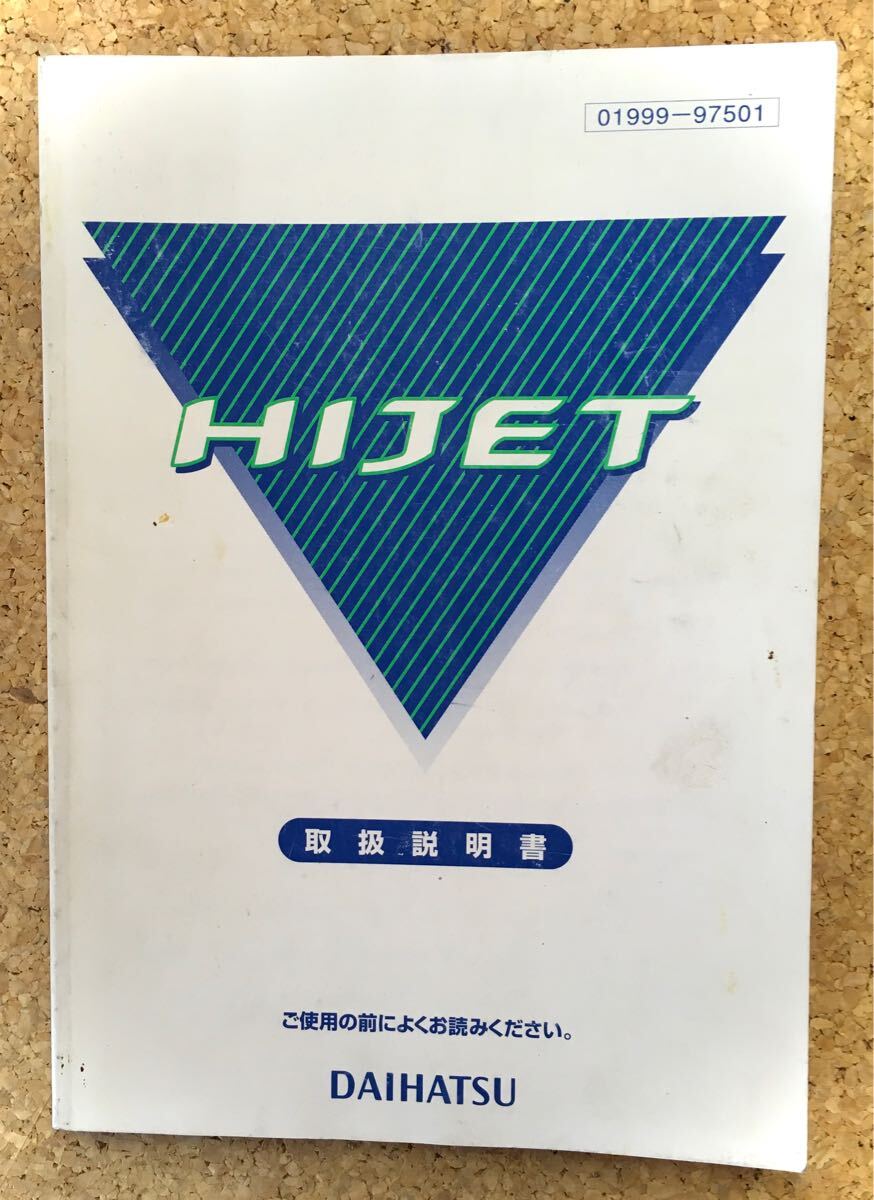 01999-97501
HIJET
取扱説明書
ご使用の前によくお読みください。
DAIHATSU